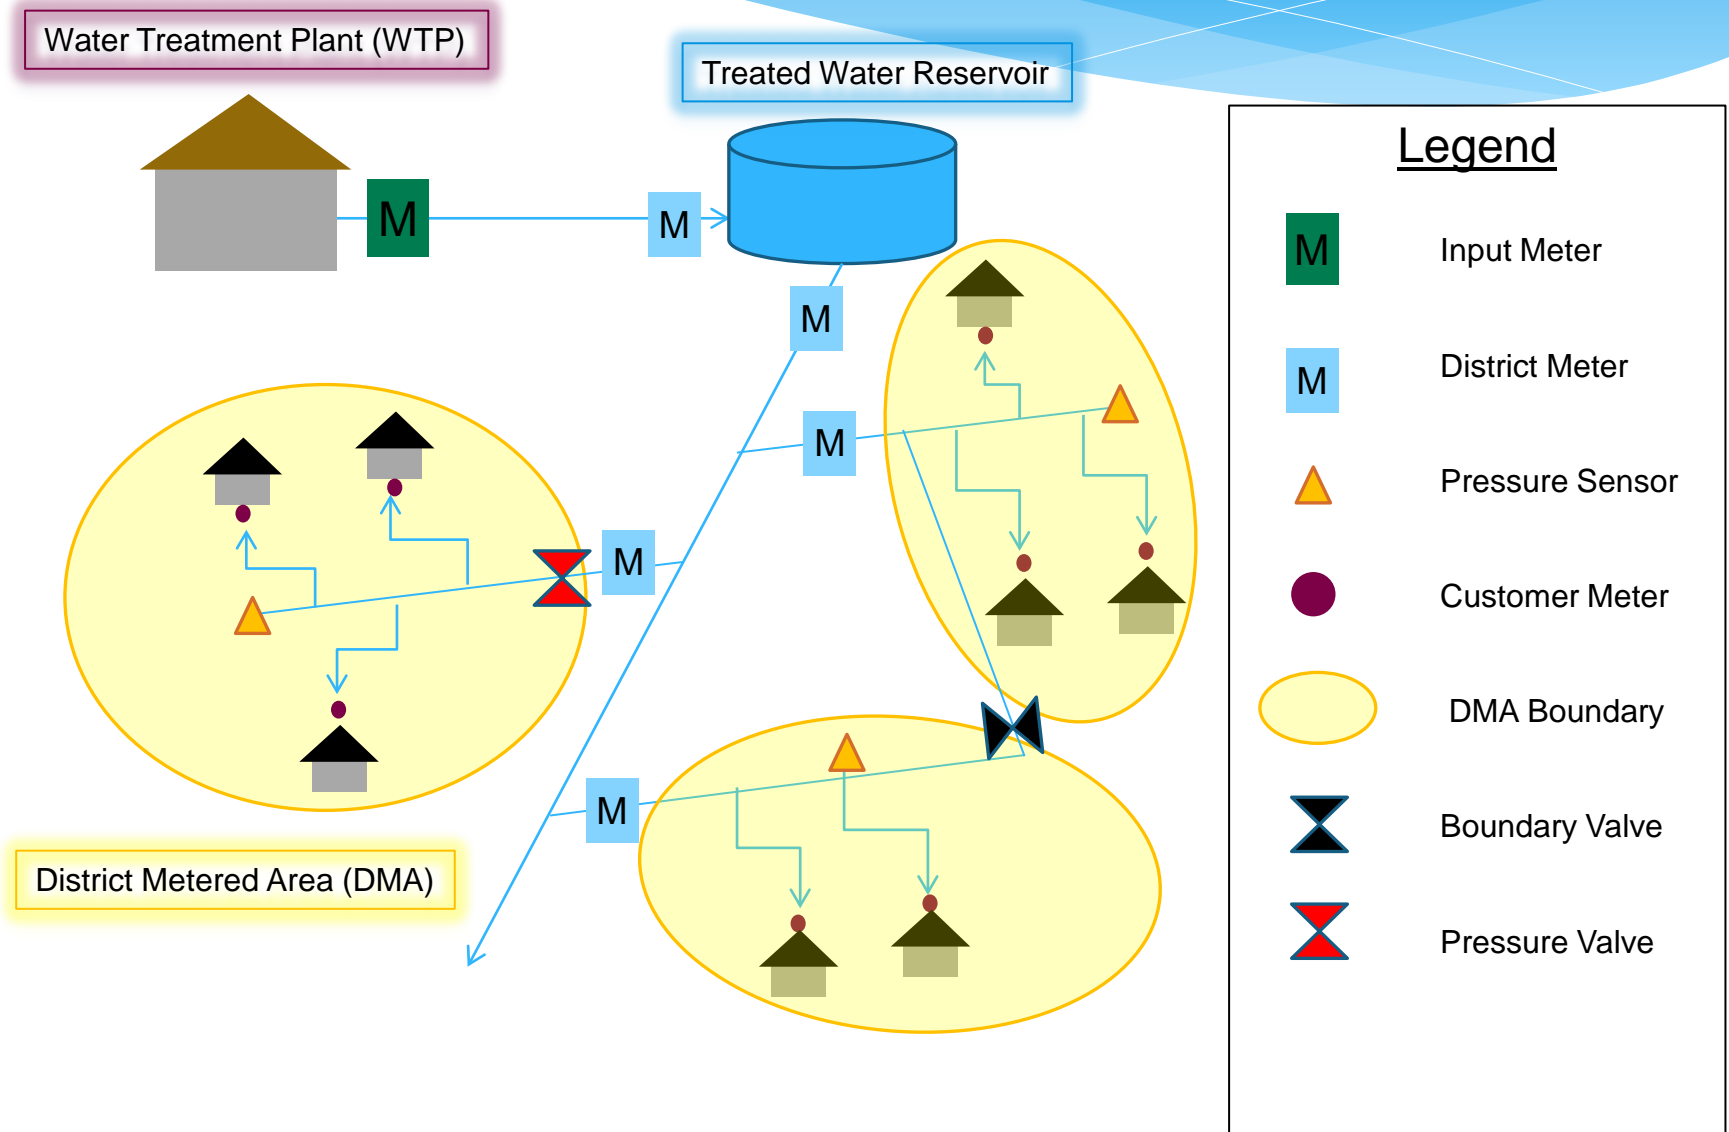 Water Treatment Plant (WTP)
Treated Water Reservoir
Legend
M
M
M
Input Meter
M
M
District Meter
M
M
Pressure Sensor
M
Customer Meter
DMA Boundary
M
Boundary Valve
District Metered Area (DMA)
Pressure Valve